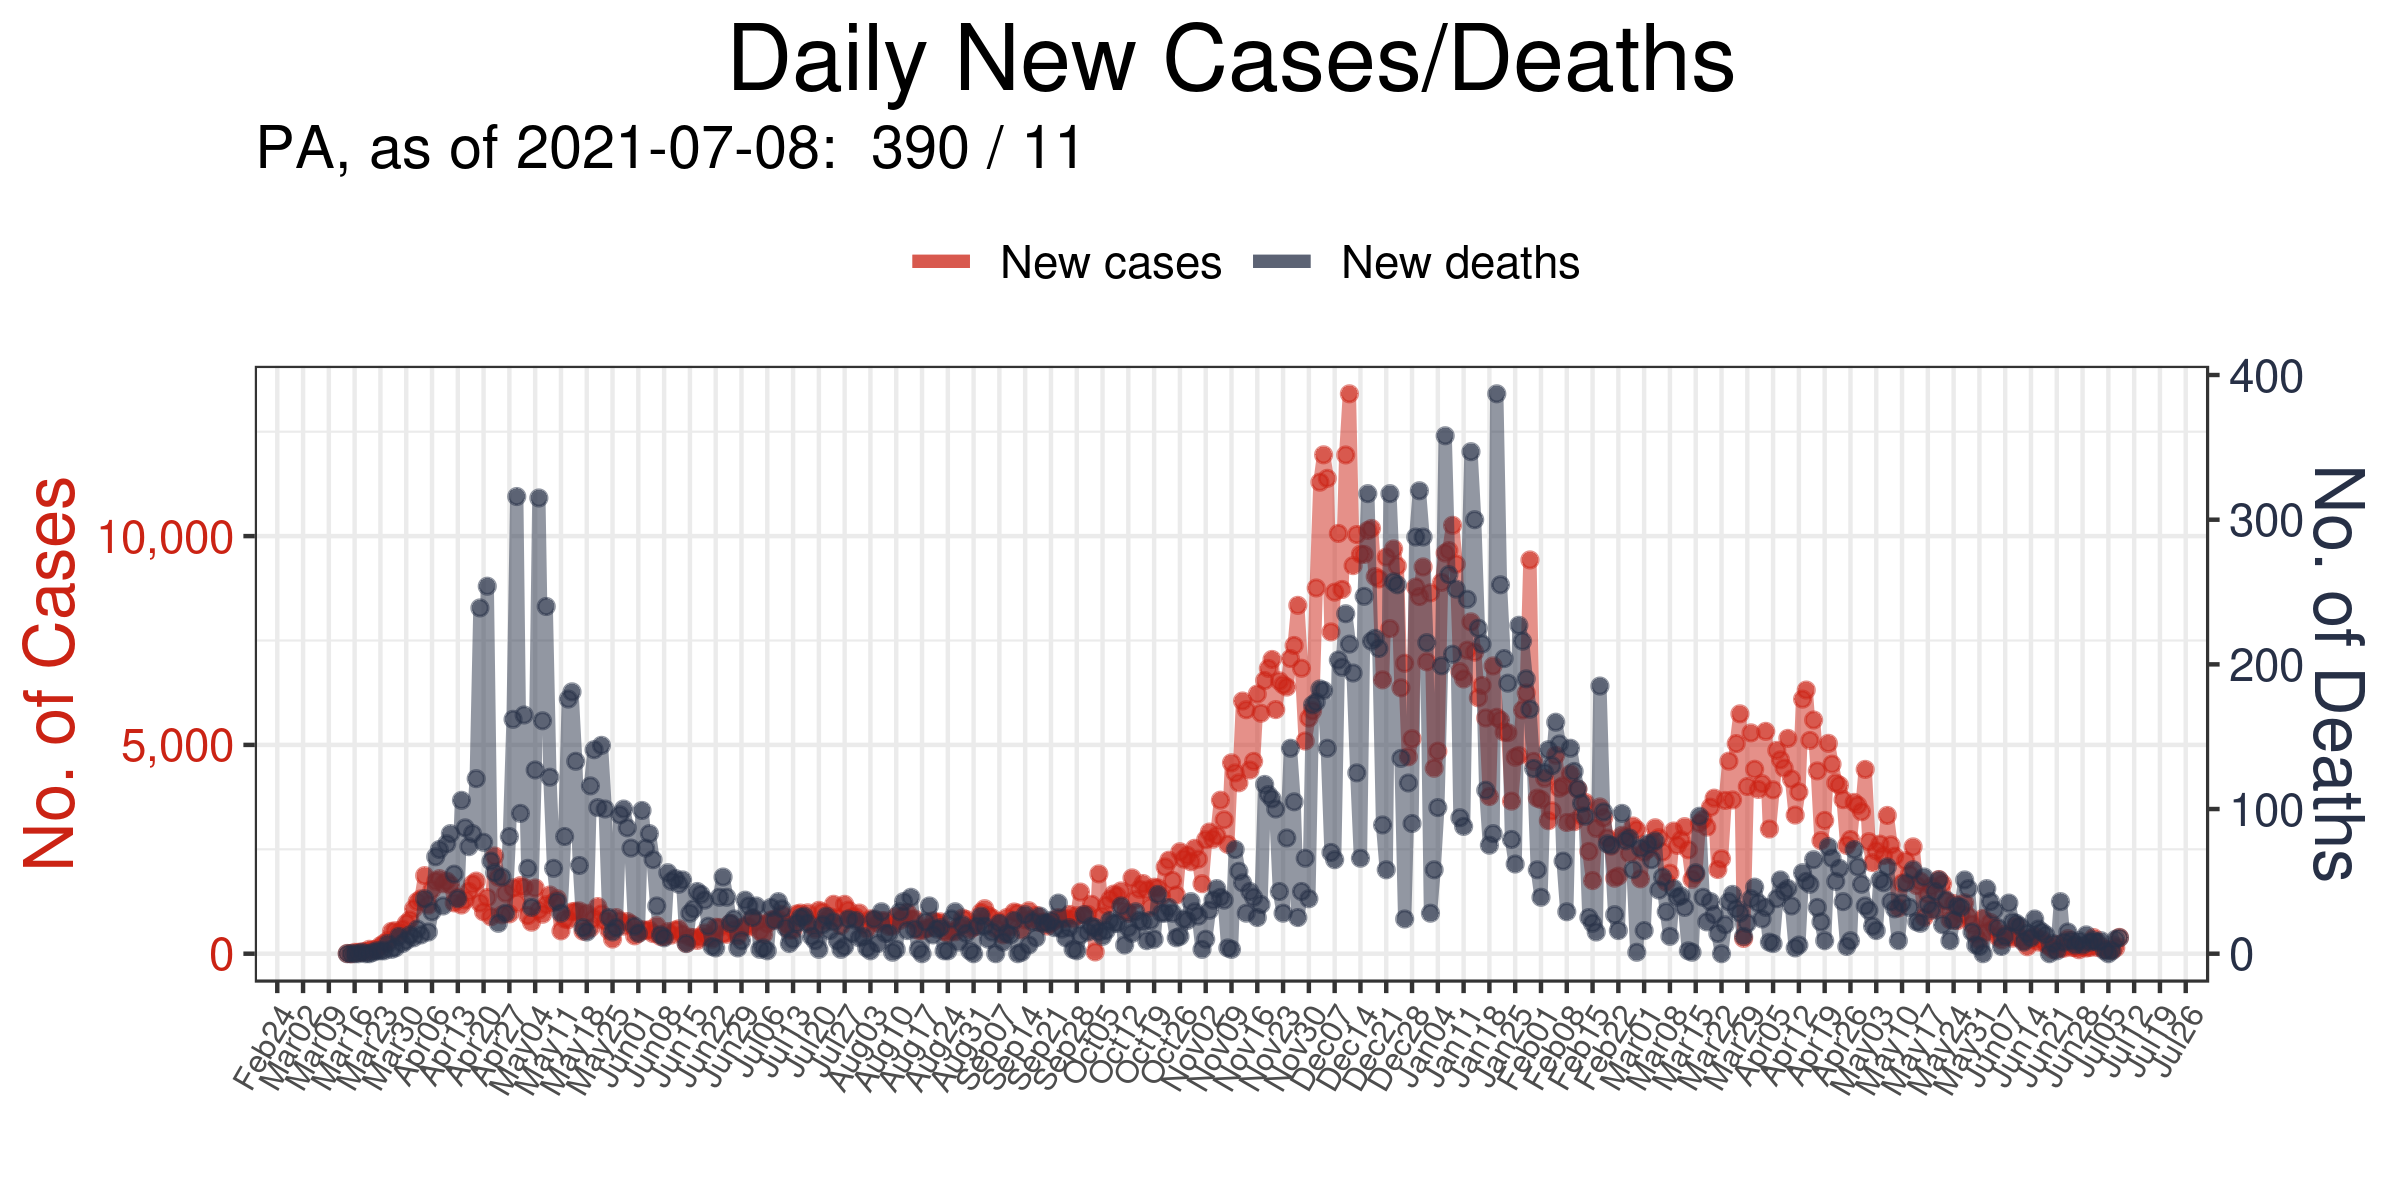 Daily New Cases/Deaths
PA, as of 2021-07-08:  390 / 11
New cases New deaths
No. of Cases
10,000
5,000
0
400
300
200
100
0
No. of Deaths
Feb24 Mar02 Mar09 Mar16 Mar23 Mar30 Apr06 Apr13 Apr20 Apr27 May04 May11 May18 May25 Jun01 Jun08 Jun15 Jun22 Jun29 Jul06 Jul13 Jul20 Jul27 Aug03 Aug10 Aug17 Aug24 Aug31 Sep07 Sep14 Sep21 Sep28 Oct05 Oct12 Oct19 Oct26 Nov02 Nov09 Nov16 Nov23 Nov30 Dec07 Dec14 Dec21 Dec28 Jan04 Jan11 Jan18 Jan25 Feb01 Feb08 Feb15 Feb22 Mar01 Mar08 Mar15 Mar22 Mar29 Apr05 Apr12 Apr19 Apr26 May03 May10 May17 May24 May31 Jun07 Jun14 Jun21 Jun28 Jul05 Jul12 Jul19 Jul26